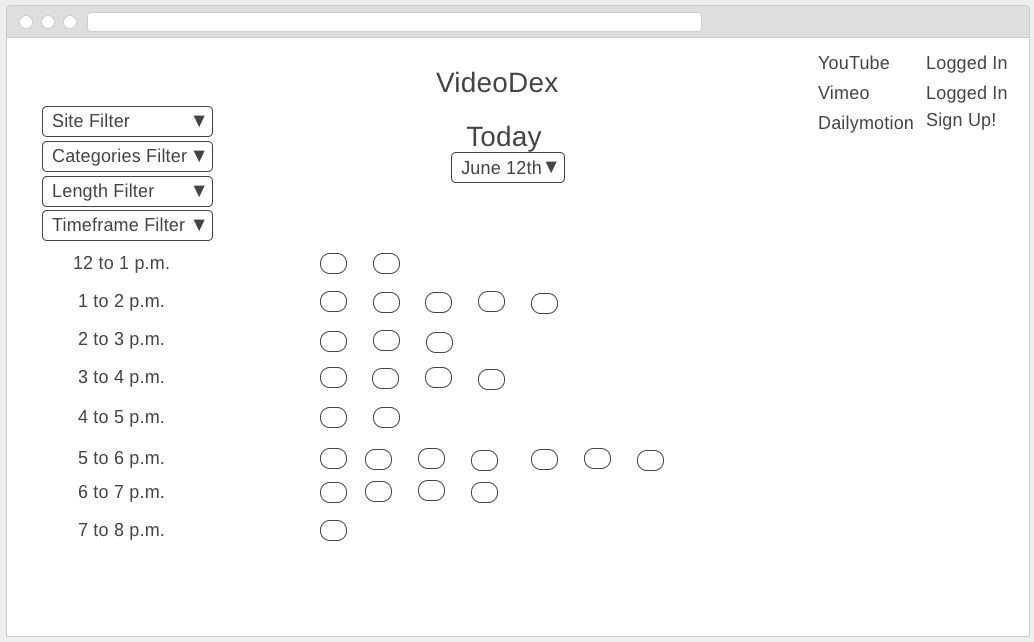 VideoDex
Today
June 12th
YouTube Logged In
Vimeo Logged In
Dailymotion Sign Up!
Site Filter
Categories Filter
Length Filter
Timeframe Filter
12 to 1 p.m.
1 to 2 p.m.
2 to 3 p.m.
3 to 4 p.m.
4 to 5 p.m.
5 to 6 p.m.
6 to 7 p.m.
7 to 8 p.m.